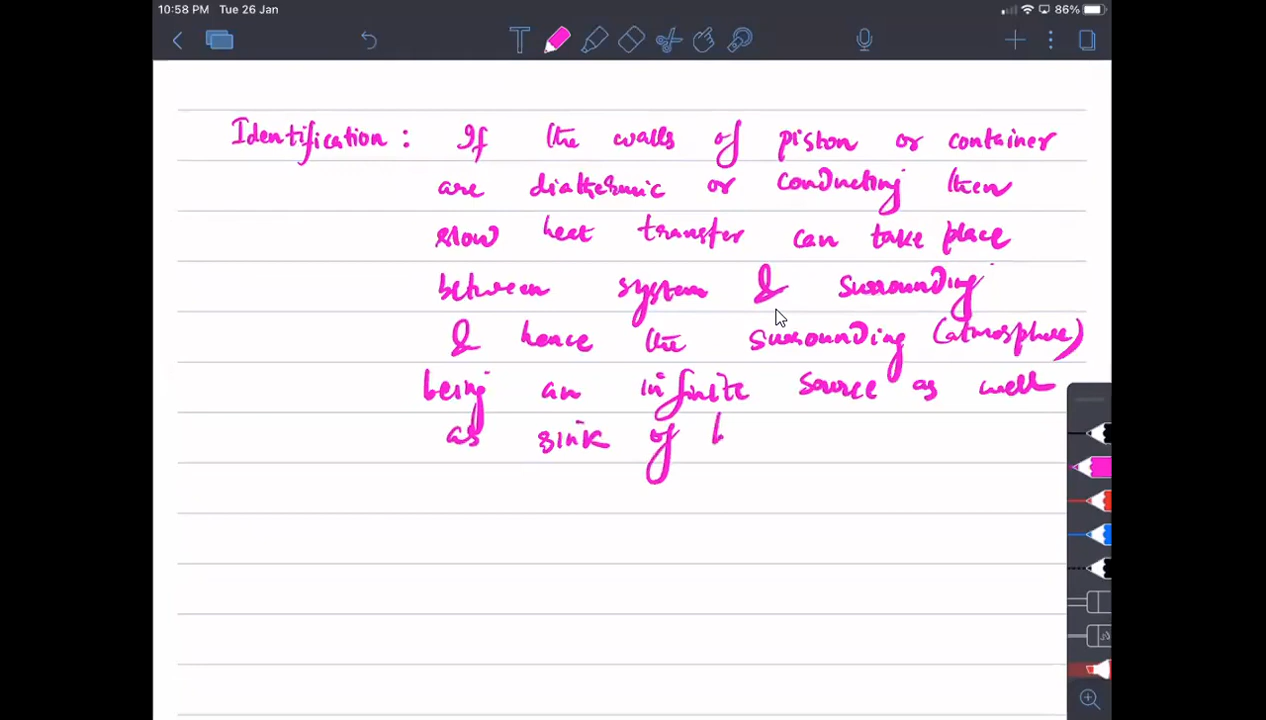 10:58 PM Tue 26 Jan
86%
T
Identification : If the walls of piston or container
are diathermic or conducting then
slow heat transfer can take place
between system & surrounding
& hence the surrounding (atmosphere)
being an infinite source as well
as sink of